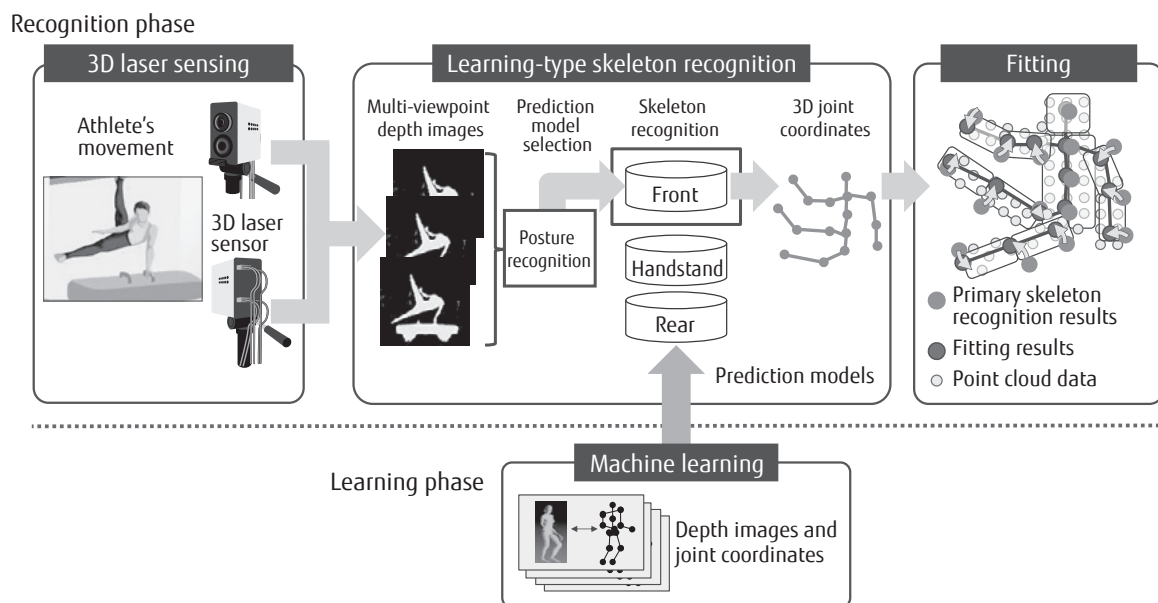 Recognition phase
3D laser sensing
Athlete's
movement
3D laser
sensor
Learning-type skeleton recognition
Multi-viewpoint
depth images
Prediction
model
selection
Skeleton
recognition
3D joint
coordinates
Posture
recognition
Front
Handstand
Rear
Prediction models
Fitting
Primary skeleton
recognition results
Fitting results
Point cloud data
Learning phase
Machine learning
Depth images and
joint coordinates